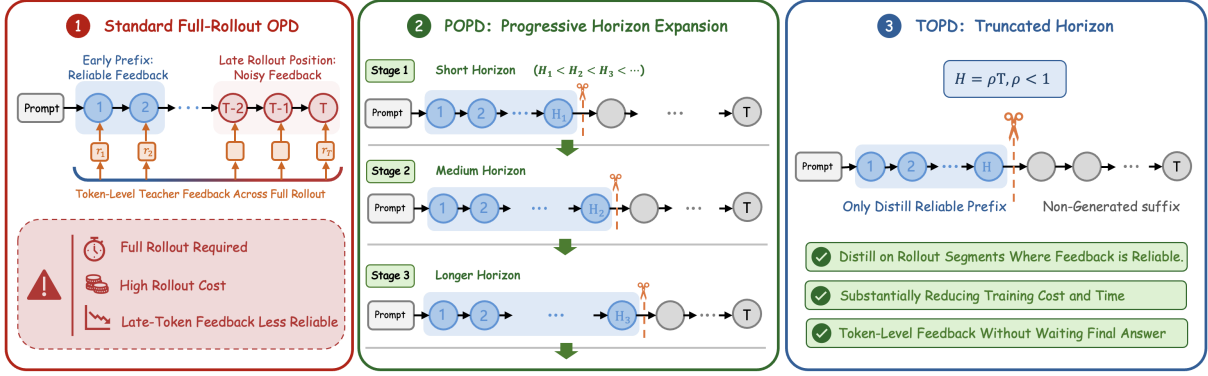 1 Standard Full-Rollout OPD
Early Prefix: Reliable Feedback
Late Rollout Position: Noisy Feedback
Prompt 1 2 ··· T-2 T-1 T
r₁ r₂ r_T
Token-Level Teacher Feedback Across Full Rollout
Full Rollout Required
High Rollout Cost
Late-Token Feedback Less Reliable
2 POPD: Progressive Horizon Expansion
Stage 1 Short Horizon (H₁ < H₂ < H₃ < ···)
Prompt 1 2 ··· H₁ ··· T
Stage 2 Medium Horizon
Prompt 1 2 ··· H₂ ··· T
Stage 3 Longer Horizon
Prompt 1 2 ··· H₃ ··· T
3 TOPD: Truncated Horizon
H = ρT, ρ < 1
Prompt 1 2 ··· H ··· T
Only Distill Reliable Prefix Non-Generated suffix
Distill on Rollout Segments Where Feedback is Reliable.
Substantially Reducing Training Cost and Time
Token-Level Feedback Without Waiting Final Answer